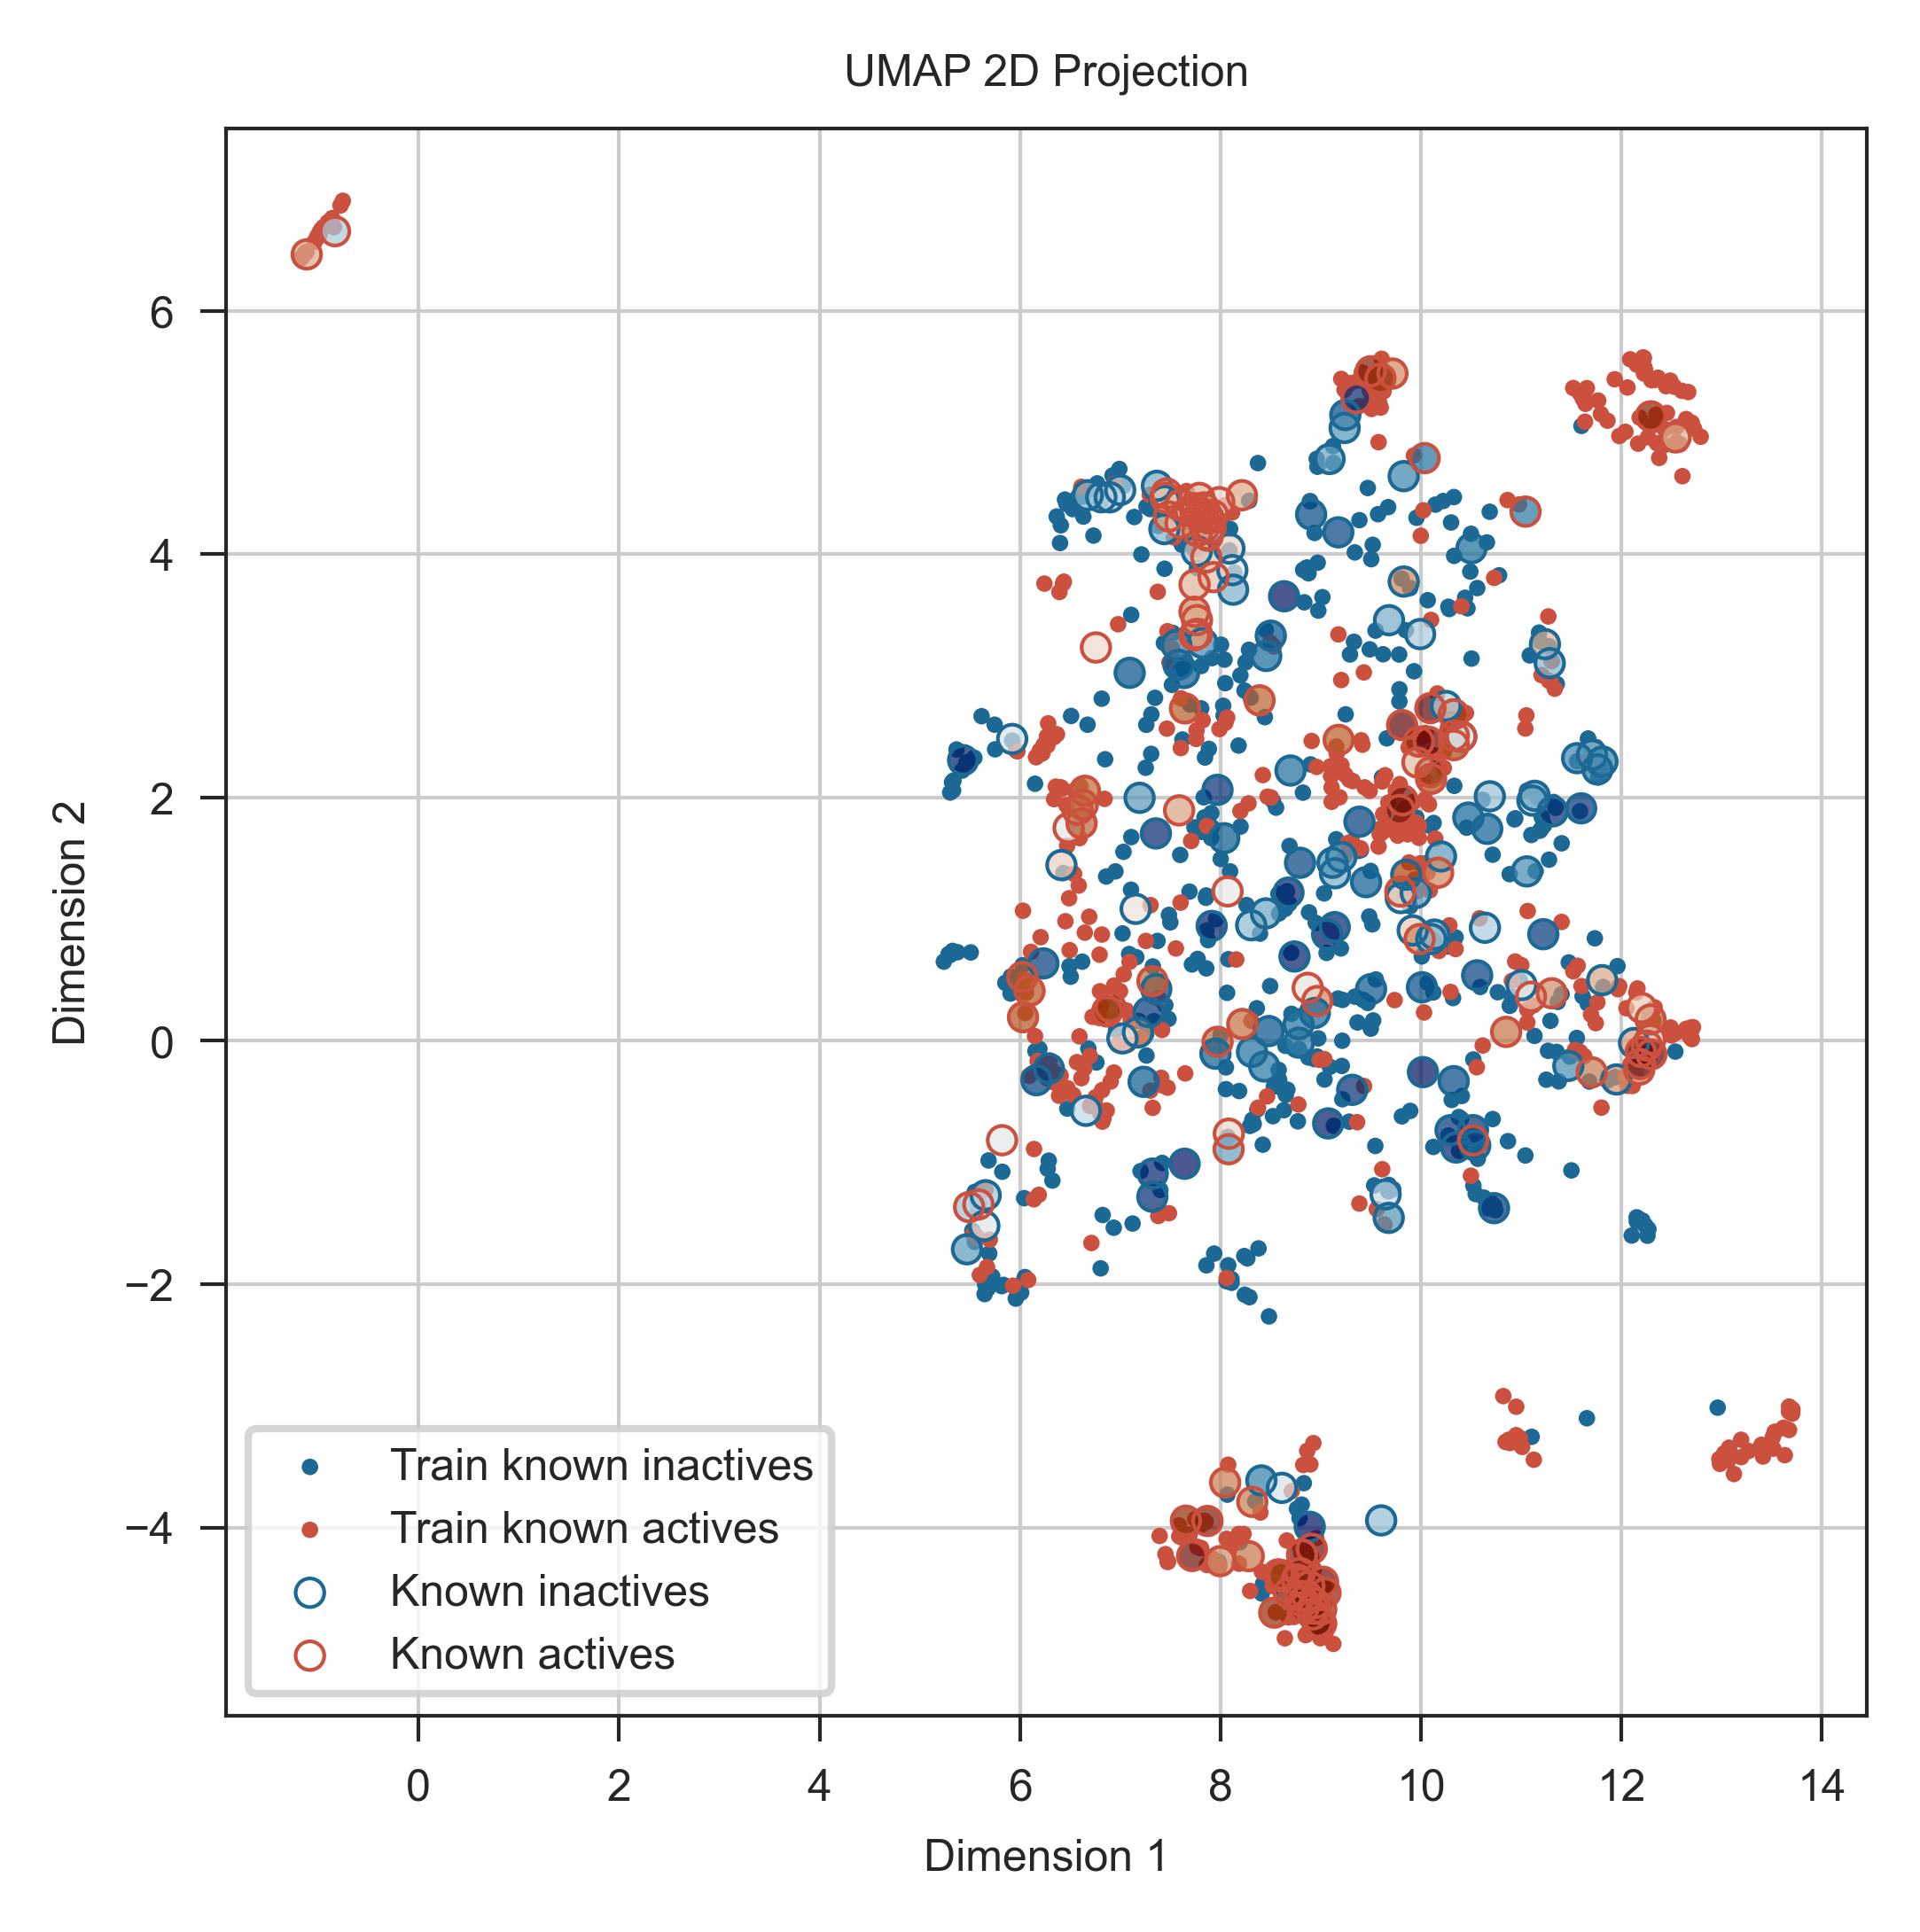 UMAP 2D Projection
6
4
2
0
−2
−4
Dimension 2
Train known inactives
Train known actives
Known inactives
Known actives
0 2 4 6 8 10 12 14
Dimension 1